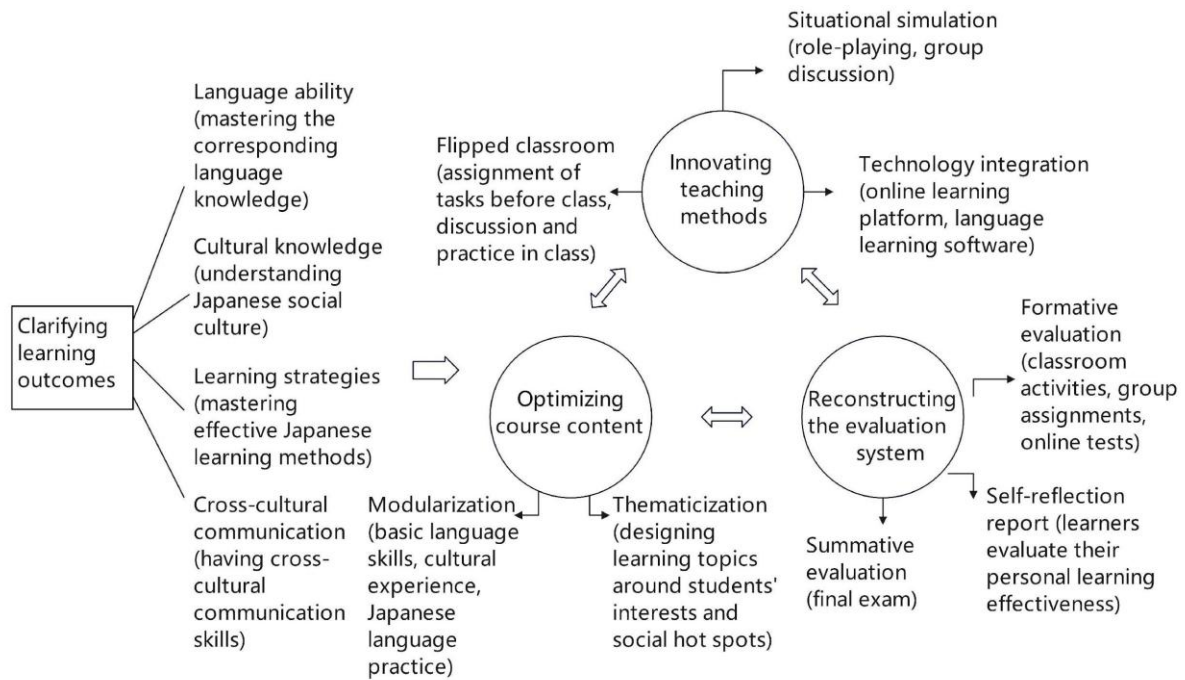 Clarifying
learning
outcomes
Language ability
(mastering the
corresponding
language
knowledge)
Cultural knowledge
(understanding
Japanese social
culture)
Learning strategies
(mastering
effective Japanese
learning methods)
Cross-cultural
communication
(having cross-
cultural
communication
skills)
Optimizing
course content
Modularization
(basic language
skills, cultural
experience,
Japanese
language
practice)
Thematicization
(designing
learning topics
around students'
interests and
social hot spots)
Innovating
teaching
methods
Flipped classroom
(assignment of
tasks before class,
discussion and
practice in class)
Situational simulation
(role-playing, group
discussion)
Technology integration
(online learning
platform, language
learning software)
Reconstructing
the evaluation
system
Formative
evaluation
(classroom
activities, group
assignments,
online tests)
Self-reflection
report (learners
evaluate their
personal learning
effectiveness)
Summative
evaluation
(final exam)